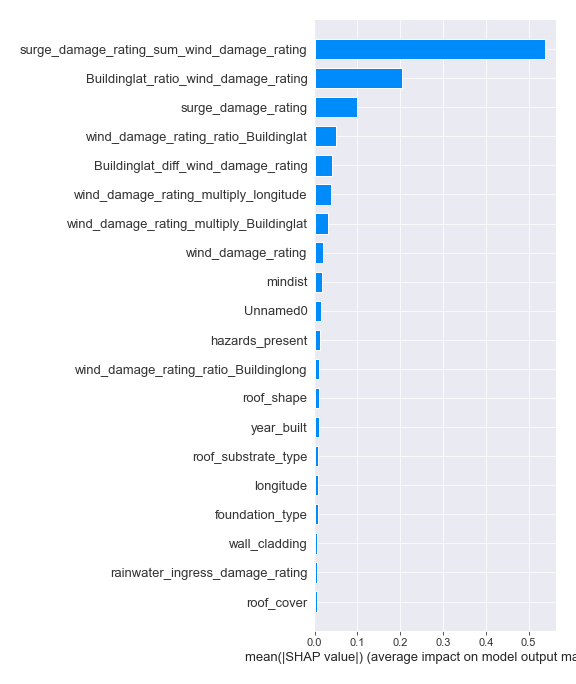 surge_damage_rating_sum_wind_damage_rating
Buildinglat_ratio_wind_damage_rating
surge_damage_rating
wind_damage_rating_ratio_Buildinglat
Buildinglat_diff_wind_damage_rating
wind_damage_rating_multiply_longitude
wind_damage_rating_multiply_Buildinglat
wind_damage_rating
mindist
Unnamed0
hazards_present
wind_damage_rating_ratio_Buildinglong
roof_shape
year_built
roof_substrate_type
longitude
foundation_type
wall_cladding
rainwater_ingress_damage_rating
roof_cover
0.0 0.1 0.2 0.3 0.4 0.5
mean(|SHAP value|) (average impact on model output ma